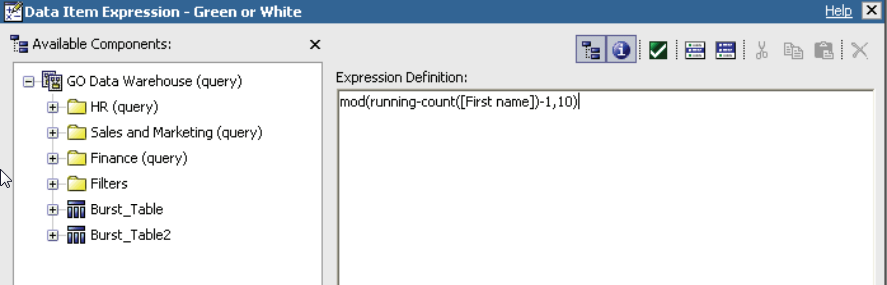 Data Item Expression - Green or White
Help
Available Components:
GO Data Warehouse (query)
HR (query)
Sales and Marketing (query)
Finance (query)
Filters
Burst_Table
Burst_Table2
Expression Definition:
mod(running-count([First name])-1,10)